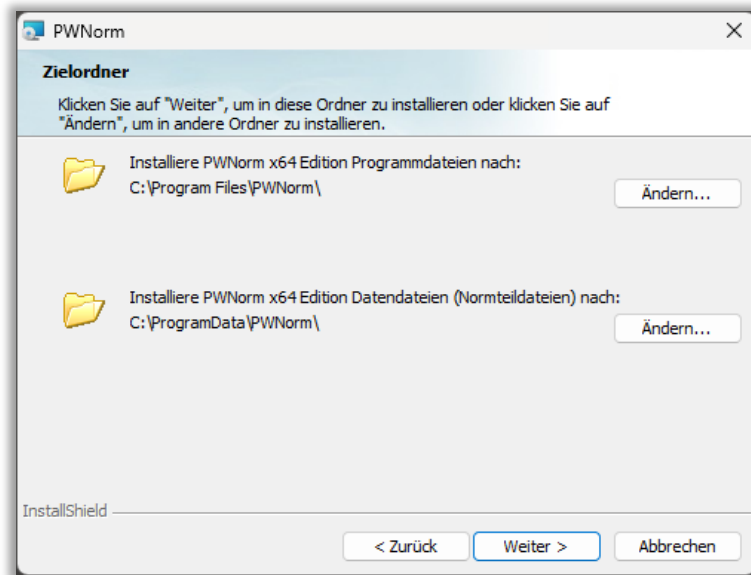 PWNorm
Zielordner
Klicken Sie auf "Weiter", um in diese Ordner zu installieren oder klicken Sie auf
"Ändern", um in andere Ordner zu installieren.
Installiere PWNorm x64 Edition Programmdateien nach:
C:\Program Files\PWNorm\
Ändern...
Installiere PWNorm x64 Edition Datendateien (Normteildateien) nach:
C:\ProgramData\PWNorm\
Ändern...
InstallShield
< Zurück Weiter > Abbrechen